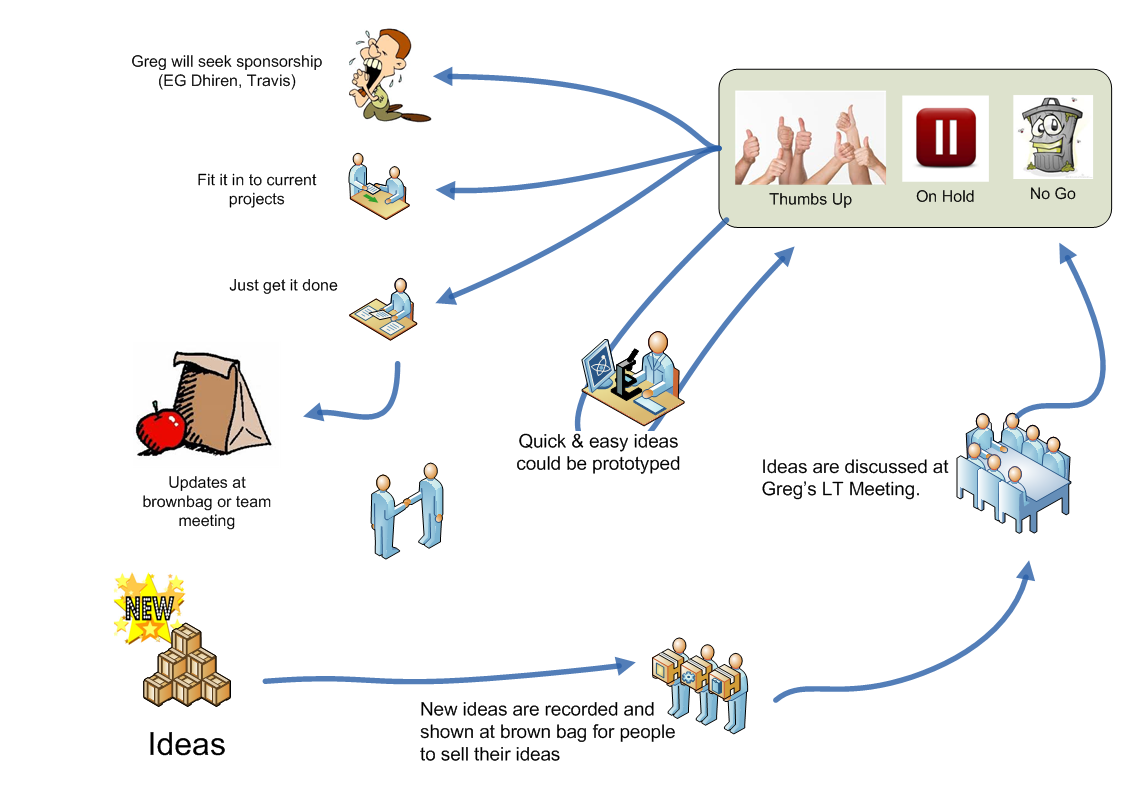 Greg will seek sponsorship
(EG Dhiren, Travis)
Thumbs Up
On Hold
No Go
Fit it in to current
projects
Just get it done
Quick & easy ideas
could be prototyped
Ideas are discussed at
Greg's LT Meeting.
Updates at
brownbag or team
meeting
NEW
Ideas
New ideas are recorded and
shown at brown bag for people
to sell their ideas